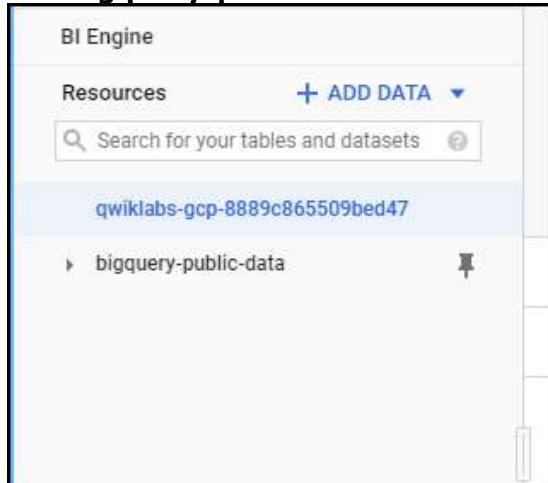 BI Engine
Resources + ADD DATA
Search for your tables and datasets ?
qwiklabs-gcp-8889c865509bed47
bigquery-public-data